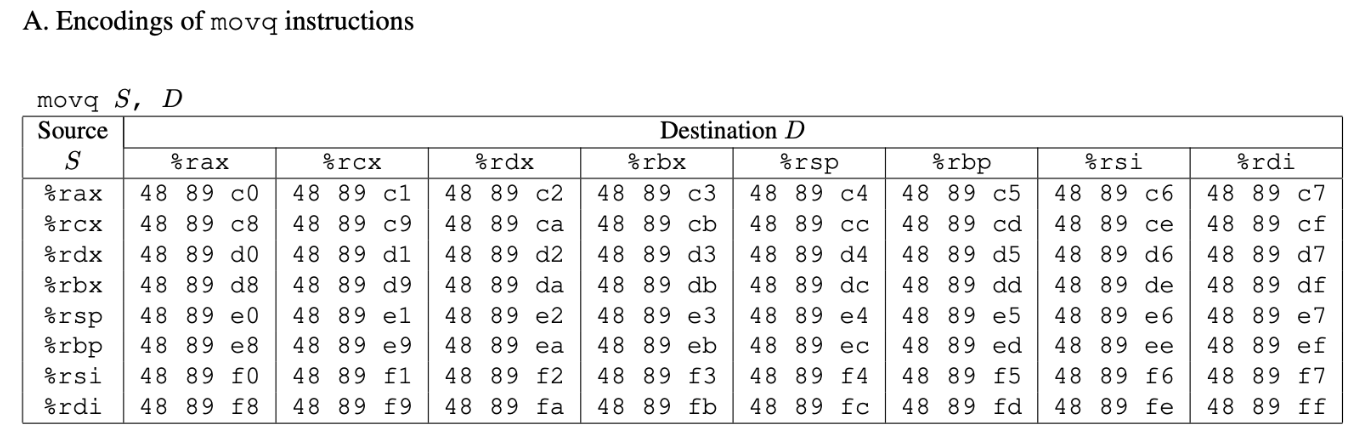 A. Encodings of movq instructions
movq S, D
Source Destination D
S %rax %rcx %rdx %rbx %rsp %rbp %rsi %rdi
%rax 48 89 c0 48 89 c1 48 89 c2 48 89 c3 48 89 c4 48 89 c5 48 89 c6 48 89 c7
%rcx 48 89 c8 48 89 c9 48 89 ca 48 89 cb 48 89 cc 48 89 cd 48 89 ce 48 89 cf
%rdx 48 89 d0 48 89 d1 48 89 d2 48 89 d3 48 89 d4 48 89 d5 48 89 d6 48 89 d7
%rbx 48 89 d8 48 89 d9 48 89 da 48 89 db 48 89 dc 48 89 dd 48 89 de 48 89 df
%rsp 48 89 e0 48 89 e1 48 89 e2 48 89 e3 48 89 e4 48 89 e5 48 89 e6 48 89 e7
%rbp 48 89 e8 48 89 e9 48 89 ea 48 89 eb 48 89 ec 48 89 ed 48 89 ee 48 89 ef
%rsi 48 89 f0 48 89 f1 48 89 f2 48 89 f3 48 89 f4 48 89 f5 48 89 f6 48 89 f7
%rdi 48 89 f8 48 89 f9 48 89 fa 48 89 fb 48 89 fc 48 89 fd 48 89 fe 48 89 ff